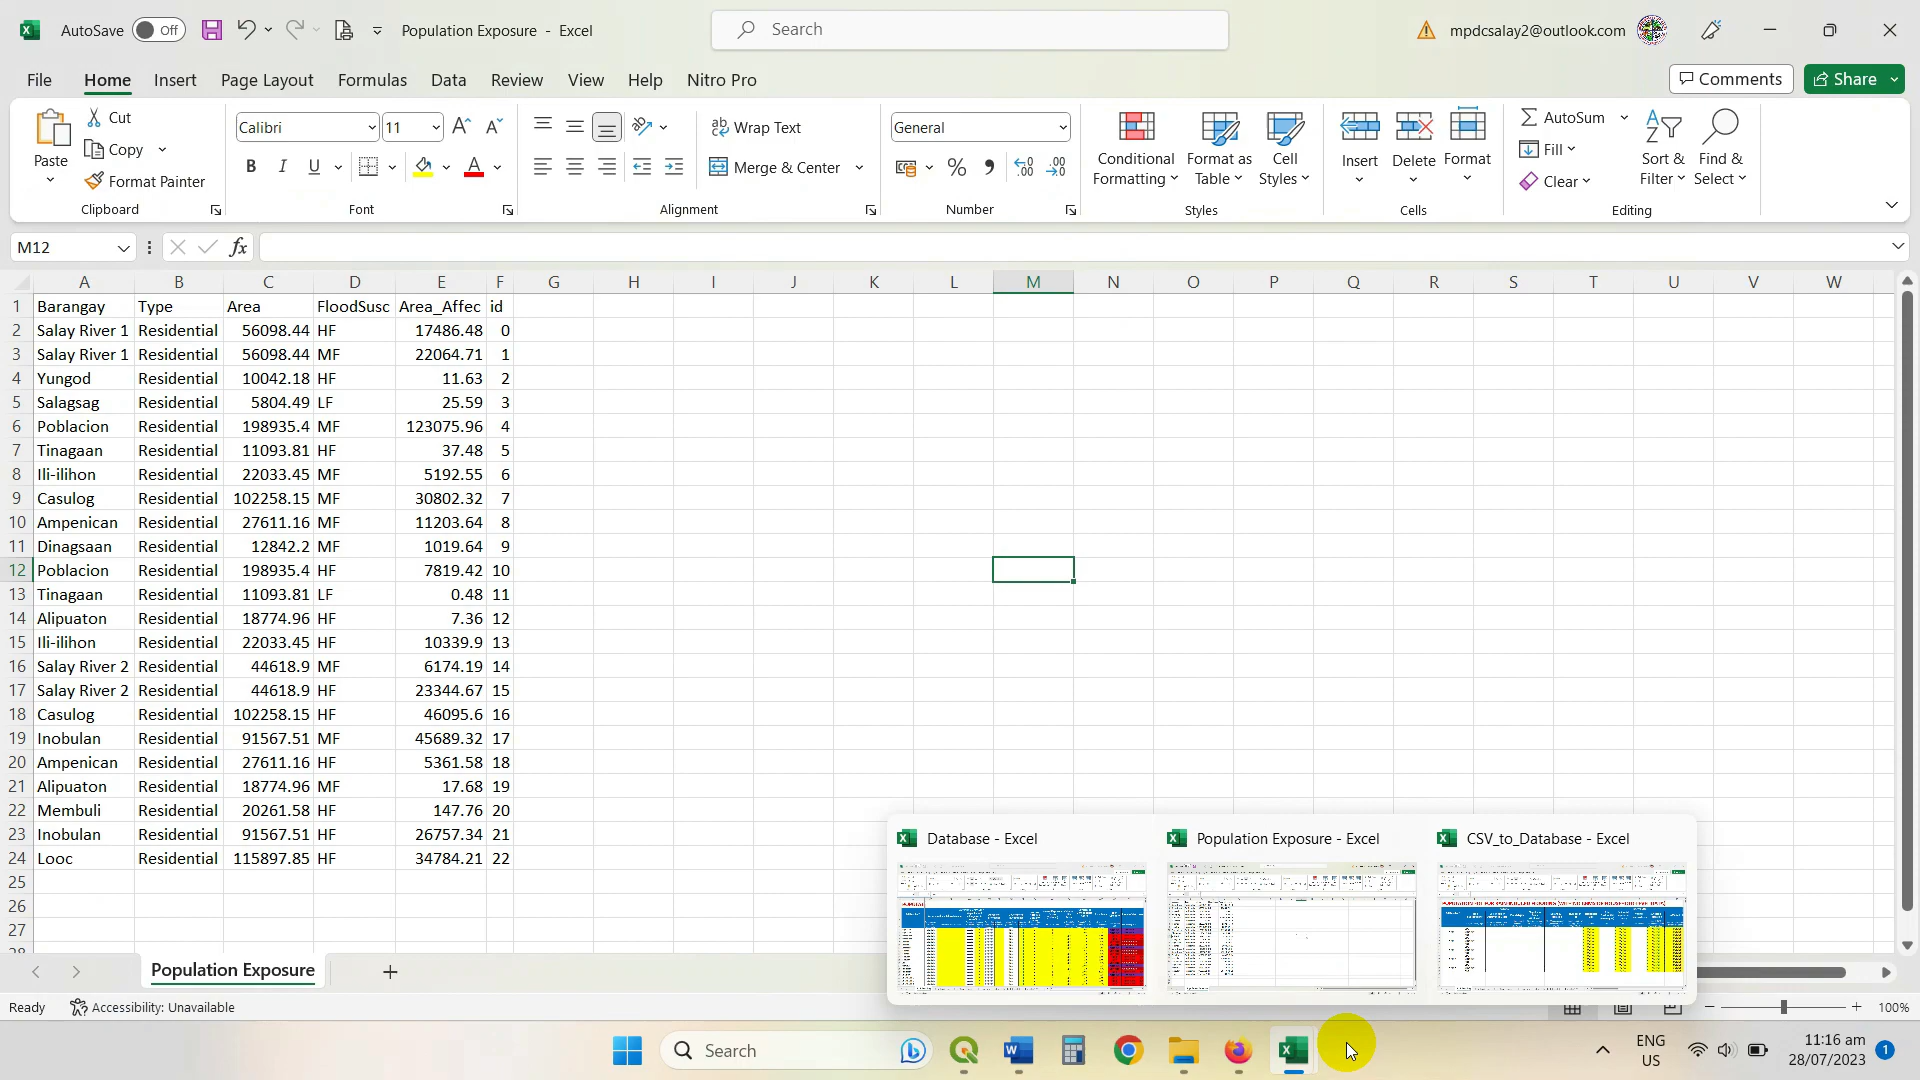 AutoSave Off Population Exposure - Excel Search mpdcsalay2@outlook.com
File Home Insert Page Layout Formulas Data Review View Help Nitro Pro Comments Share
Paste Cut Copy Format Painter Clipboard
Calibri 11 B I U A Font
Wrap Text Merge & Center Alignment
General % Number
Conditional Formatting Format as Table Cell Styles Styles
Insert Delete Format Cells
AutoSum Fill Clear Sort & Filter Find & Select Editing
M12 fx
A B C D E F G H I J K L M N O P Q R S T U V W
1 Barangay Type Area FloodSusc Area_Affec id
2 Salay River 1 Residential 56098.44 HF 17486.48 0
3 Salay River 1 Residential 56098.44 MF 22064.71 1
4 Yungod Residential 10042.18 HF 11.63 2
5 Salagsag Residential 5804.49 LF 25.59 3
6 Poblacion Residential 198935.4 MF 123075.96 4
7 Tinagaan Residential 11093.81 HF 37.48 5
8 Ili-ilihon Residential 22033.45 MF 5192.55 6
9 Casulog Residential 102258.15 MF 30802.32 7
10 Ampenican Residential 27611.16 MF 11203.64 8
11 Dinagsaan Residential 12842.2 MF 1019.64 9
12 Poblacion Residential 198935.4 HF 7819.42 10
13 Tinagaan Residential 11093.81 LF 0.48 11
14 Alipuaton Residential 18774.96 HF 7.36 12
15 Ili-ilihon Residential 22033.45 HF 10339.9 13
16 Salay River 2 Residential 44618.9 MF 6174.19 14
17 Salay River 2 Residential 44618.9 HF 23344.67 15
18 Casulog Residential 102258.15 HF 46095.6 16
19 Inobulan Residential 91567.51 MF 45689.32 17
20 Ampenican Residential 27611.16 HF 5361.58 18
21 Alipuaton Residential 18774.96 MF 17.68 19
22 Membuli Residential 20261.58 HF 147.76 20
23 Inobulan Residential 91567.51 HF 26757.34 21
24 Looc Residential 115897.85 HF 34784.21 22
25
26
27
28
Database - Excel Population Exposure - Excel CSV_to_Database - Excel
Population Exposure
Ready Accessibility: Unavailable 100%
Search ENG US 11:16 am 28/07/2023 1